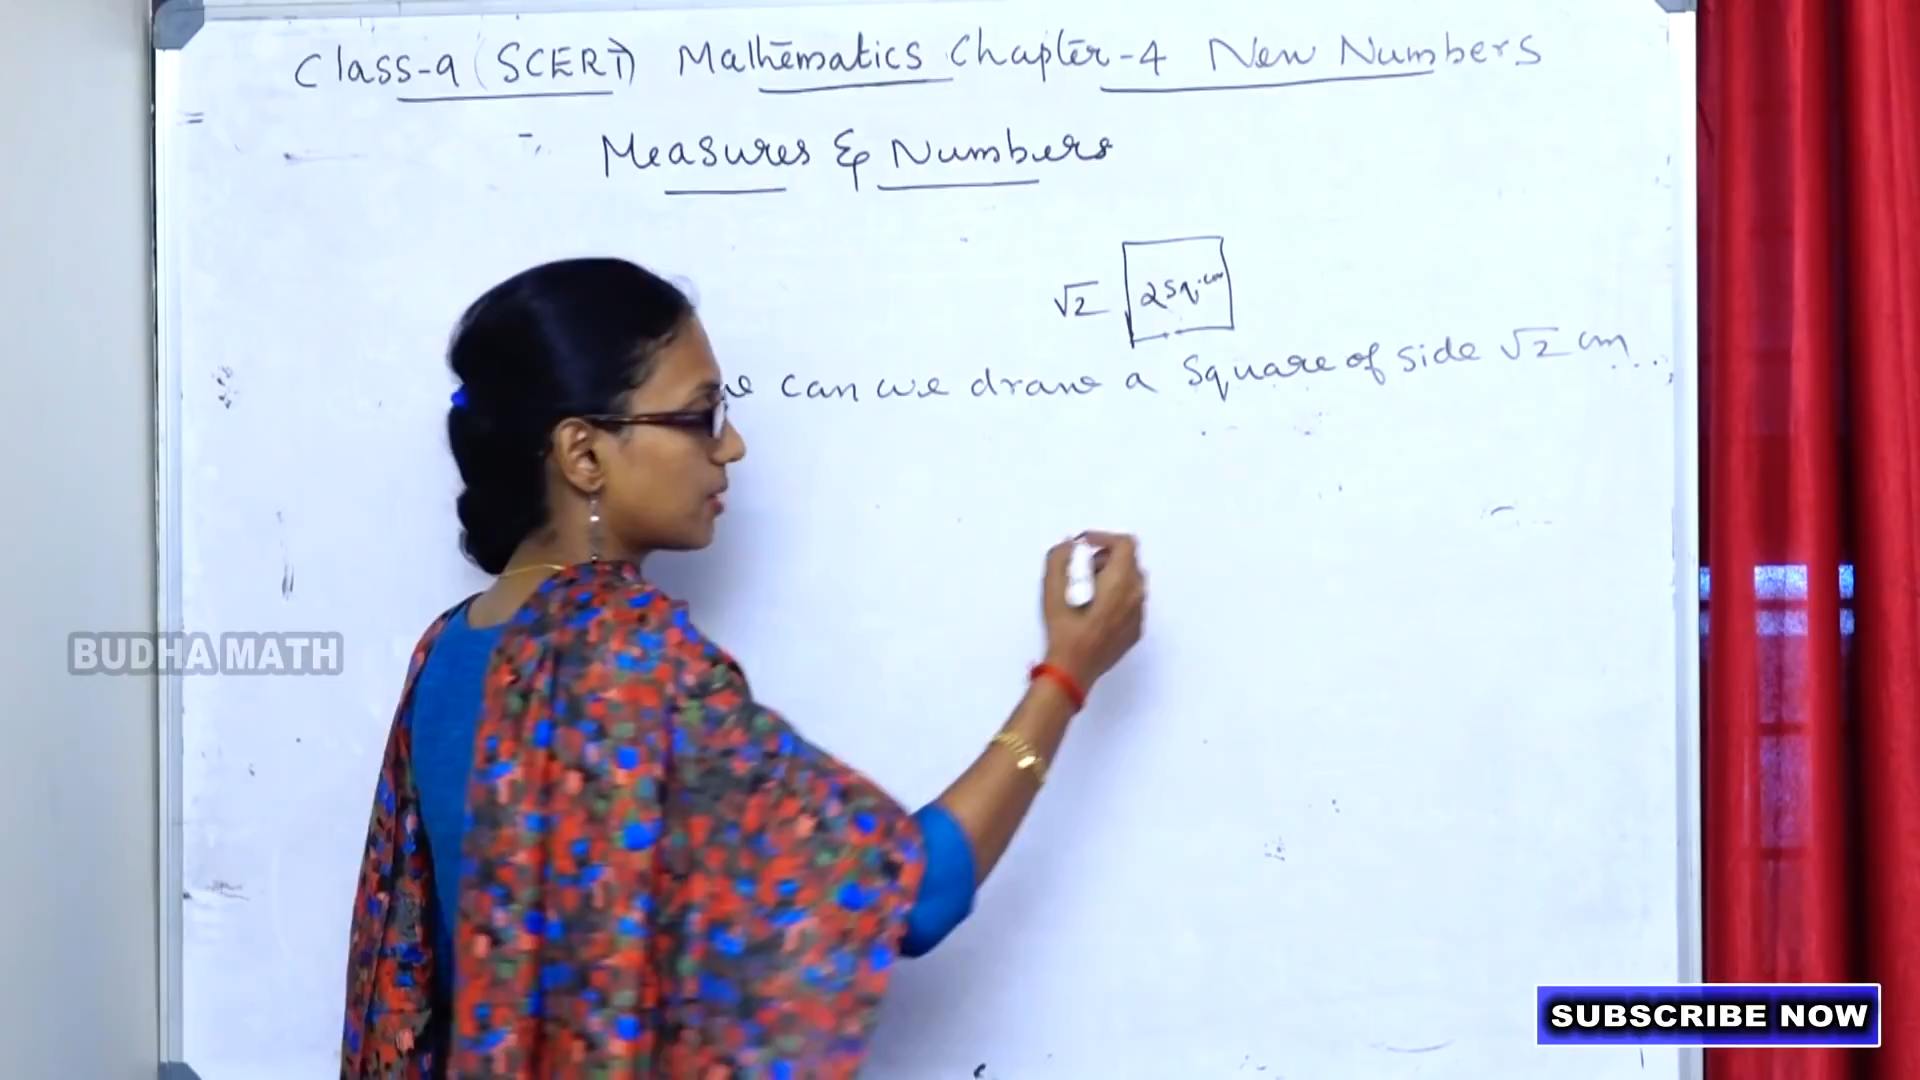 Class-9 (SCERT) Mathematics Chapter-4 New Numbers
Measures & Numbers
√2 2 sq.cm
can we draw a square of side √2 cm...
BUDHA MATH
SUBSCRIBE NOW